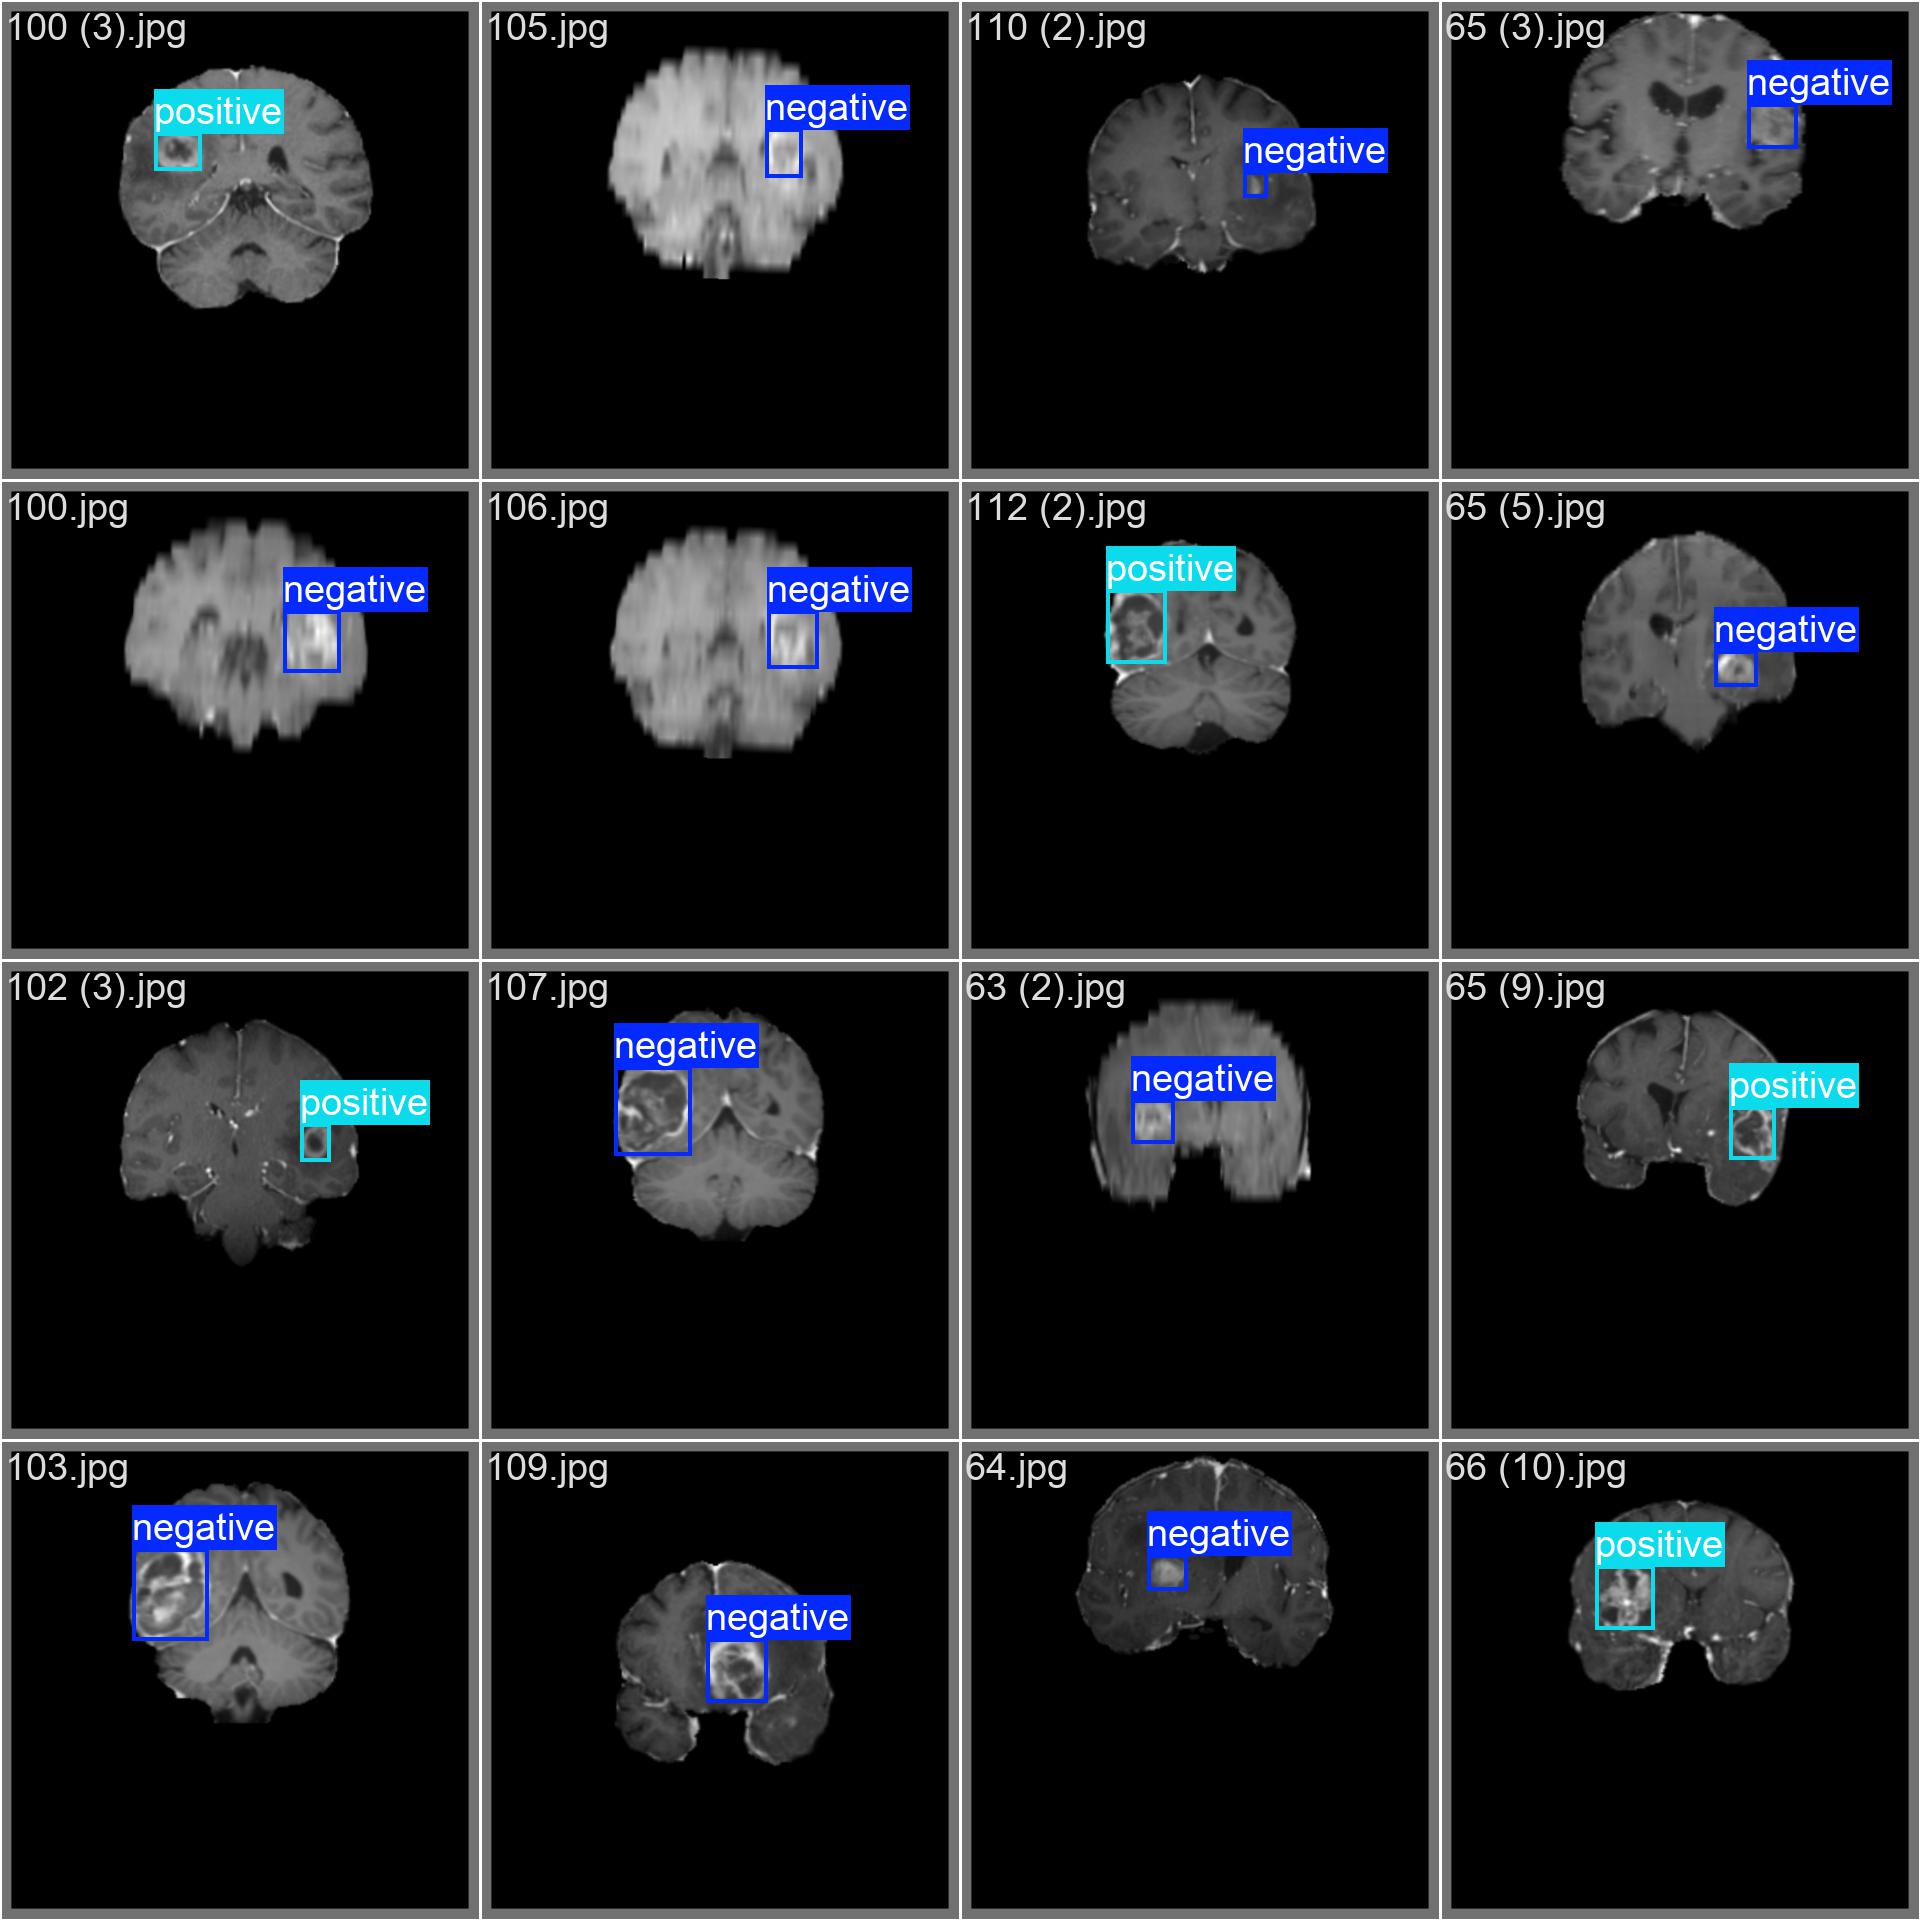 100 (3).jpg
positive
105.jpg
negative
110 (2).jpg
negative
65 (3).jpg
negative
100.jpg
negative
106.jpg
negative
112 (2).jpg
positive
65 (5).jpg
negative
102 (3).jpg
positive
107.jpg
negative
63 (2).jpg
negative
65 (9).jpg
positive
103.jpg
negative
109.jpg
negative
64.jpg
negative
66 (10).jpg
positive